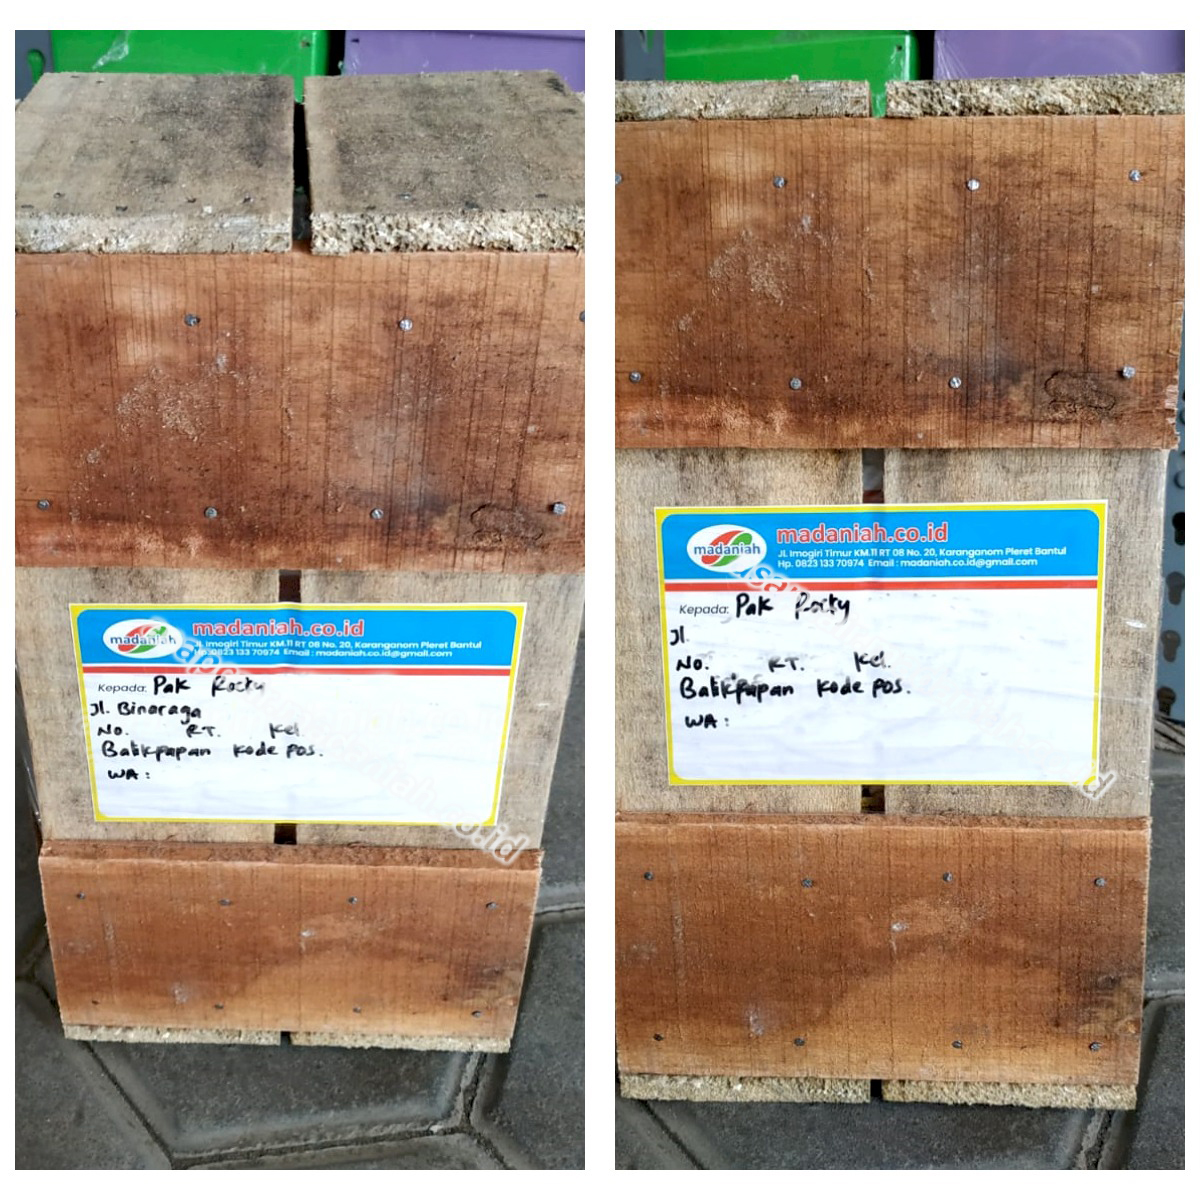 madaniah
madaniah.co.id
Jl. Imogiri Timur KM.11 RT 08 No. 20, Karanganom Pleret Bantul
Hp. 0823 133 70974 Email : madaniah.co.id@gmail.com
Kepada: Pak Rocky
Jl. Binaraga
No. RT. Kel.
Balikpapan Kode pos.
WA :
madaniah
madaniah.co.id
Jl. Imogiri Timur KM.11 RT 08 No. 20, Karanganom Pleret Bantul
Hp. 0823 133 70974 Email : madaniah.co.id@gmail.com
Kepada: Pak Rocky
Jl.
No. RT. Kel.
Balikpapan Kode pos.
WA :